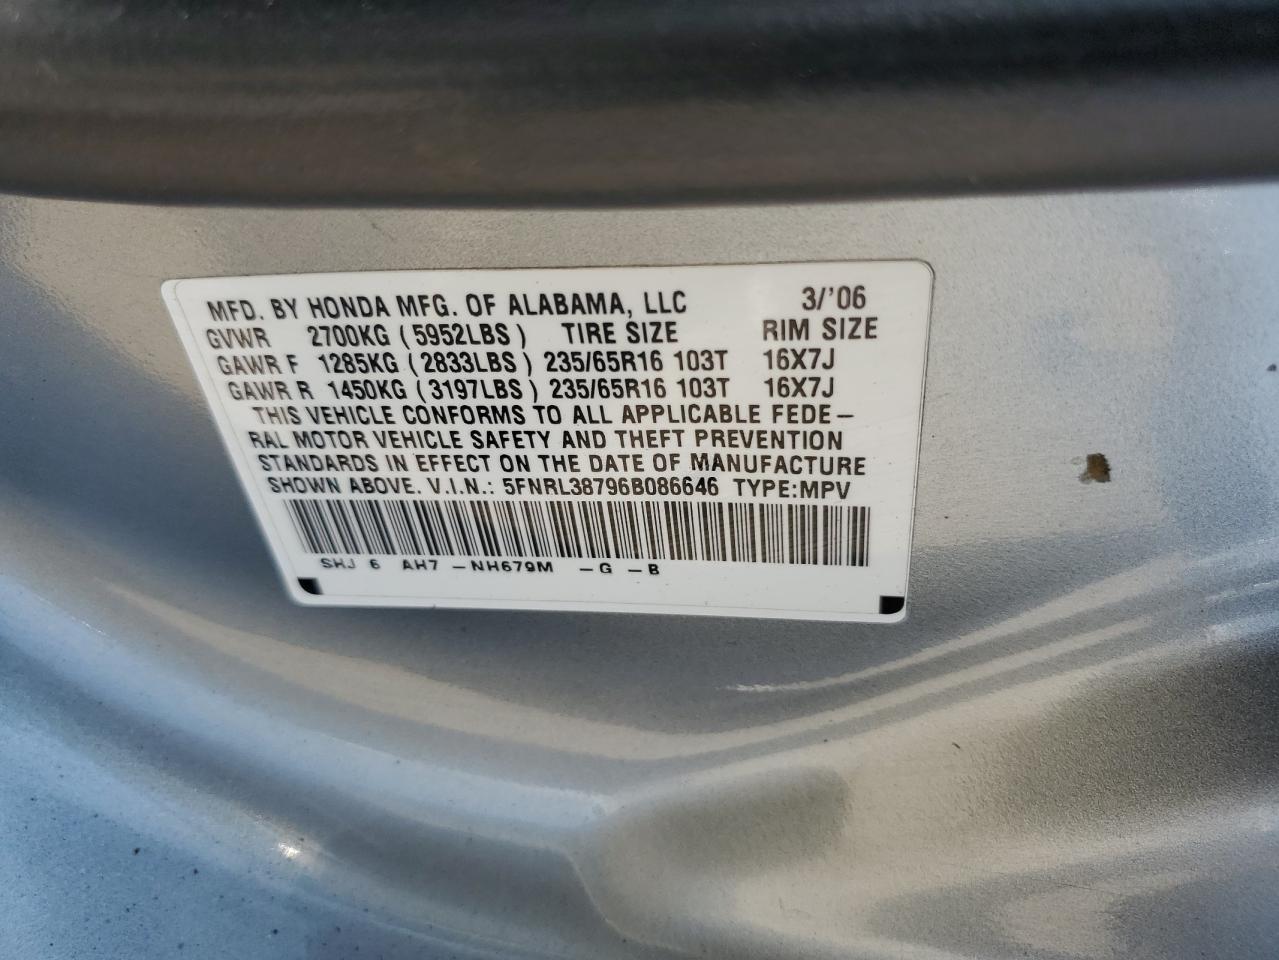 MFD. BY HONDA MFG. OF ALABAMA, LLC 3/'06
GVWR 2700KG (5952LBS) TIRE SIZE RIM SIZE
GAWR F 1285KG (2833LBS) 235/65R16 103T 16X7J
GAWR R 1450KG (3197LBS) 235/65R16 103T 16X7J
THIS VEHICLE CONFORMS TO ALL APPLICABLE FEDE-
RAL MOTOR VEHICLE SAFETY AND THEFT PREVENTION
STANDARDS IN EFFECT ON THE DATE OF MANUFACTURE
SHOWN ABOVE. V.I.N.: 5FNRL38796B086646 TYPE:MPV
SHJ 6 AH7 -NH679M -G -B